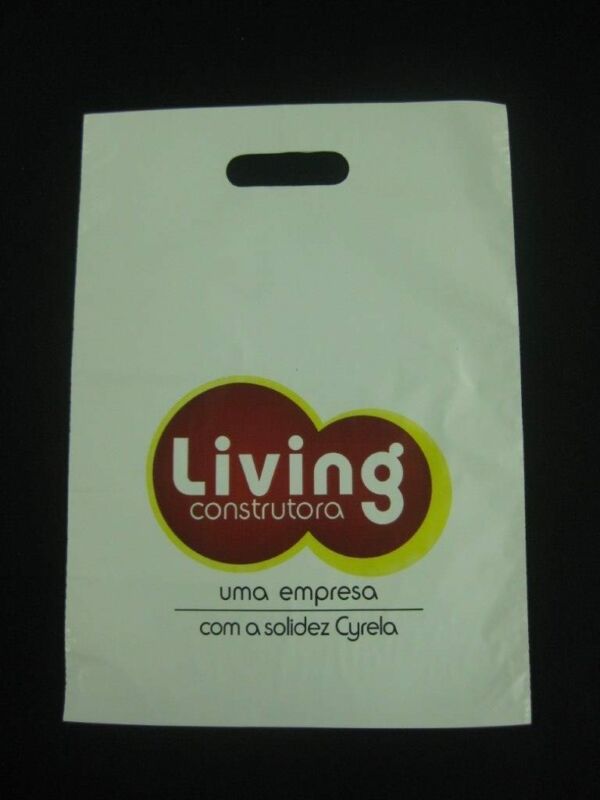 Living
construtora
uma empresa
com a solidez Cyrela